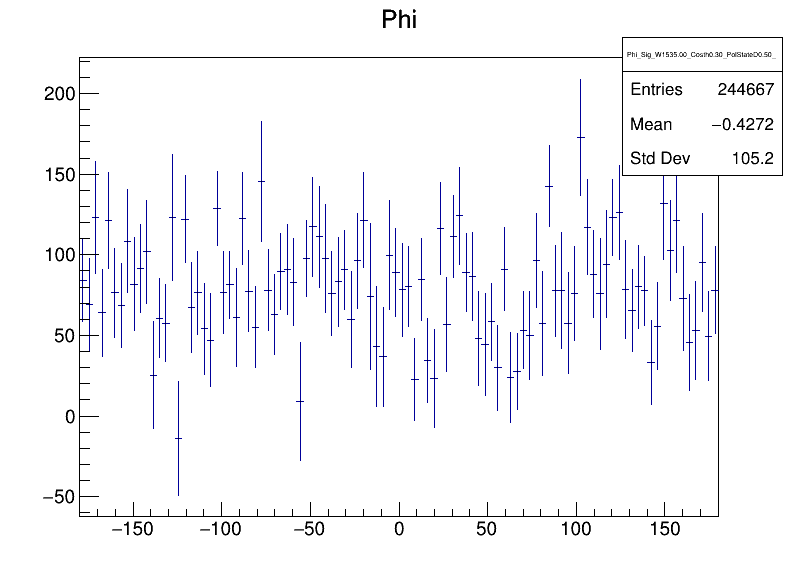 Phi
Phi_Sig_W1535.00_Costh0.30_PolStateD0.50_
Entries 244667
Mean −0.4272
Std Dev 105.2
200
150
100
50
0
−50
−150 −100 −50 0 50 100 150